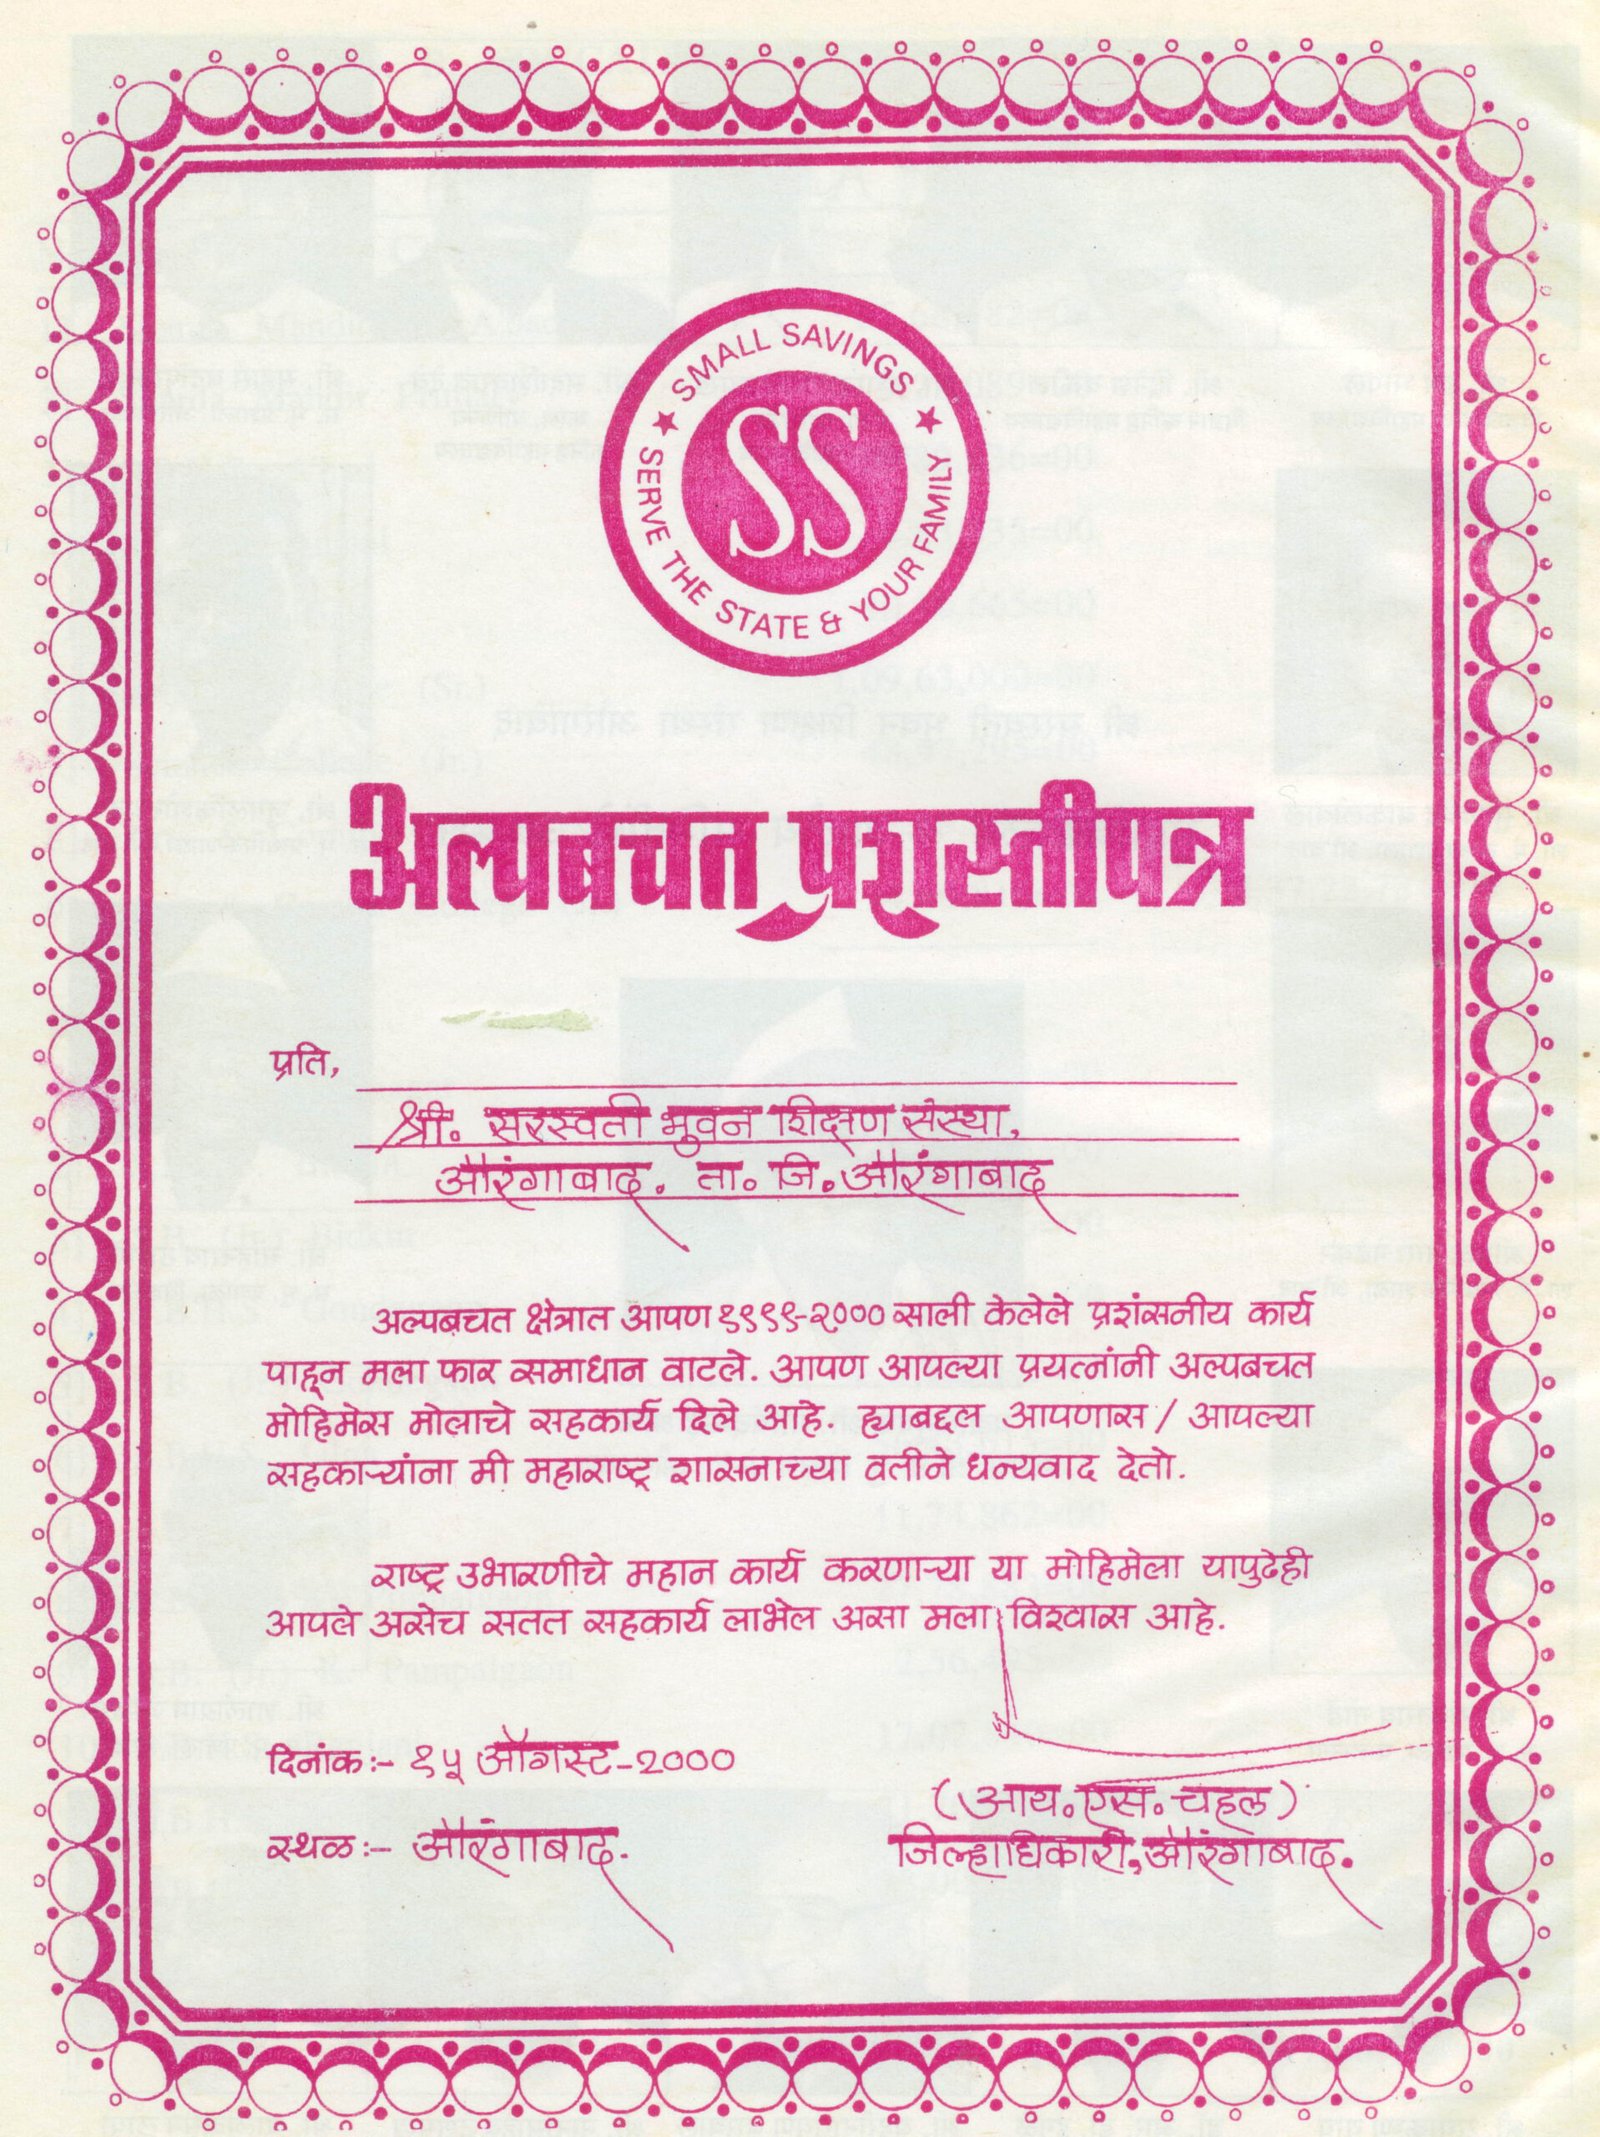 SMALL SAVINGS
SERVE THE STATE & YOUR FAMILY
SS
अल्पबचत प्रशस्तीपत्र
प्रति,
श्री. सरस्वती भुवन शिक्षण संस्था,
औरंगाबाद. ता. जि. औरंगाबाद
अल्पबचत क्षेत्रात आपण १९९९-२००० साली केलेले प्रशंसनीय कार्य
पाहून मला फार समाधान वाटले. आपण आपल्या प्रयत्नांनी अल्पबचत
मोहिमेस मोलाचे सहकार्य दिले आहे. ह्याबद्दल आपणास / आपल्या
सहकाऱ्यांना मी महाराष्ट्र शासनाच्या वतीने धन्यवाद देतो.
राष्ट्र उभारणीचे महान कार्य करणाऱ्या या मोहिमेला यापुढेही
आपले असेच सतत सहकार्य लाभेल असा मला विश्वास आहे.
दिनांक :- १५ ऑगस्ट-२०००
(आय. एस. चहल)
स्थळ :- औरंगाबाद.
जिल्हाधिकारी, औरंगाबाद.